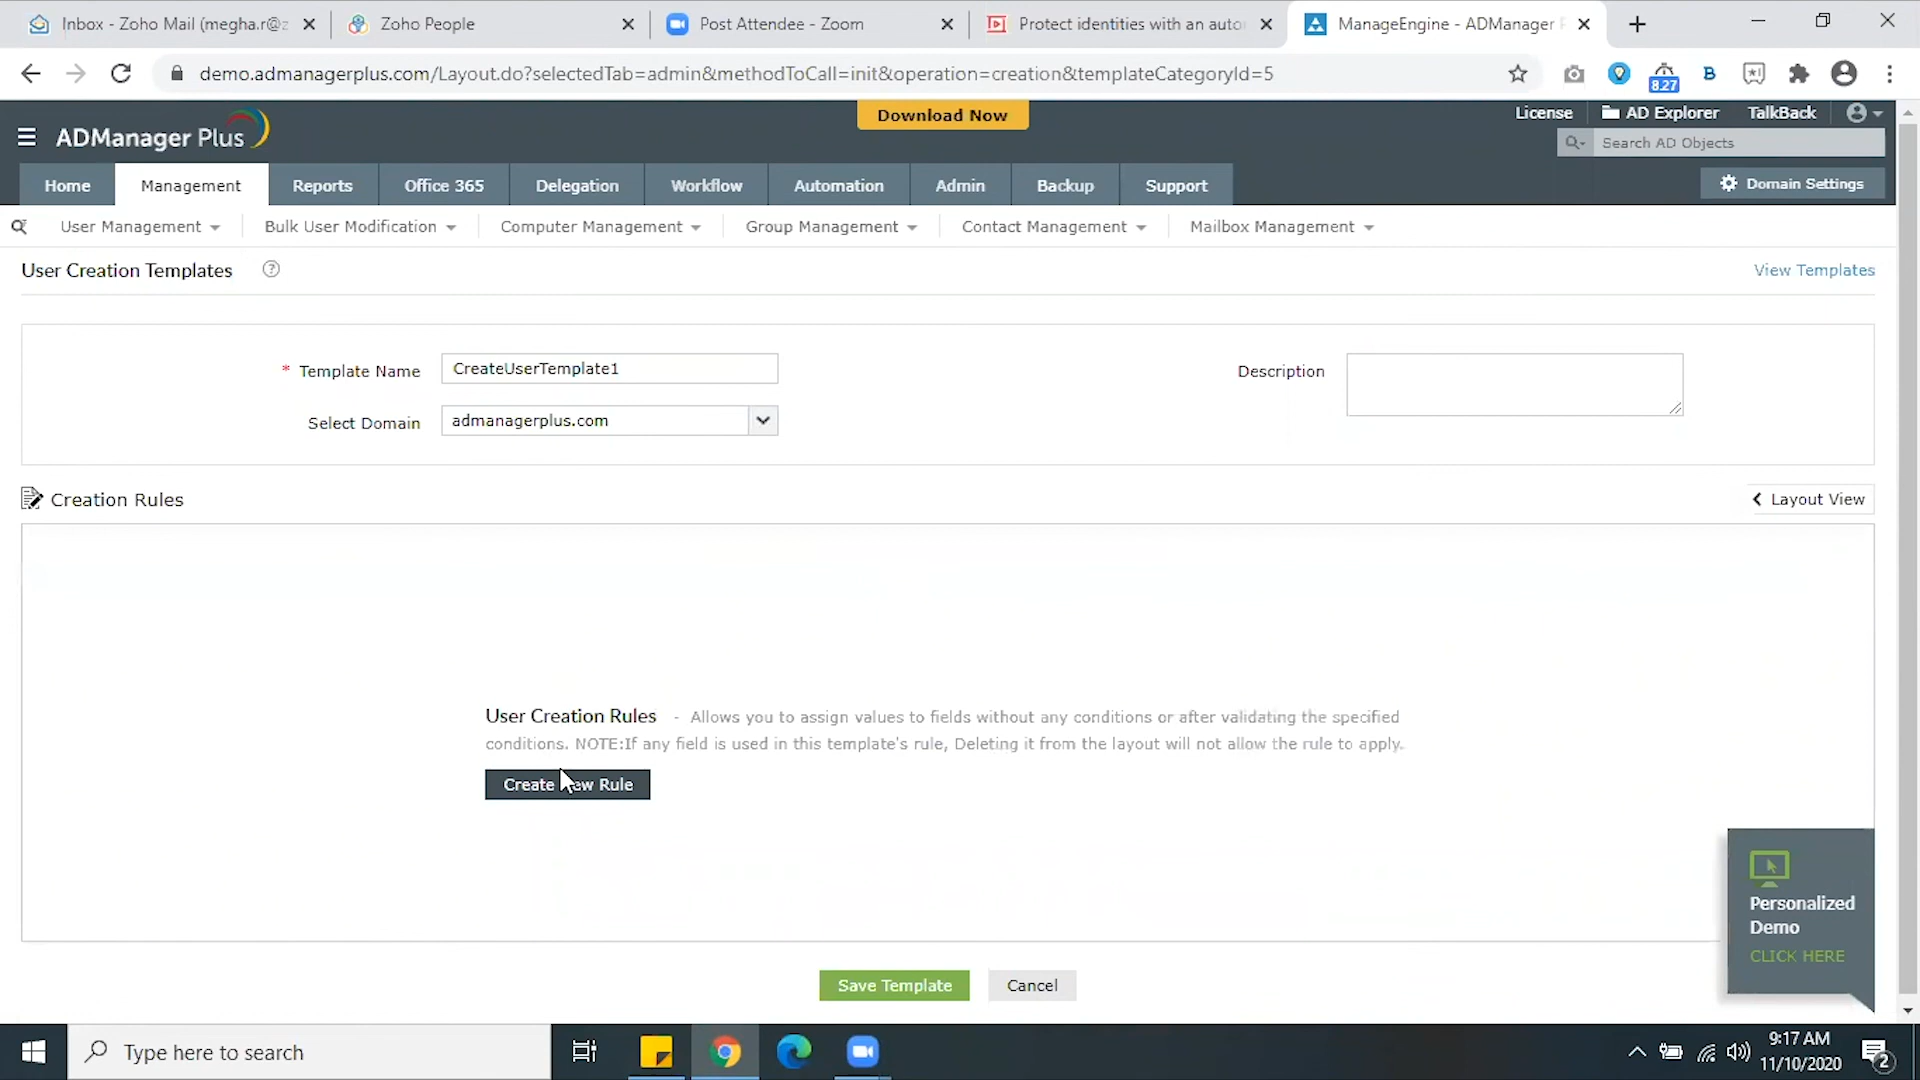 Inbox - Zoho Mail (megha.r@z
Zoho People
Post Attendee - Zoom
Protect identities with an auto
ManageEngine - ADManager P
demo.admanagerplus.com/Layout.do?selectedTab=admin&methodToCall=init&operation=creation&templateCategoryId=5
8.27
B
ADManager Plus
Download Now
License
AD Explorer
TalkBack
Search AD Objects
Home
Management
Reports
Office 365
Delegation
Workflow
Automation
Admin
Backup
Support
Domain Settings
User Management
Bulk User Modification
Computer Management
Group Management
Contact Management
Mailbox Management
User Creation Templates
?
View Templates
* Template Name
CreateUserTemplate1
Description
Select Domain
admanagerplus.com
Creation Rules
Layout View
User Creation Rules - Allows you to assign values to fields without any conditions or after validating the specified
conditions. NOTE:If any field is used in this template's rule, Deleting it from the layout will not allow the rule to apply.
Create New Rule
Personalized
Demo
CLICK HERE
Save Template
Cancel
Type here to search
9:17 AM
11/10/2020
2